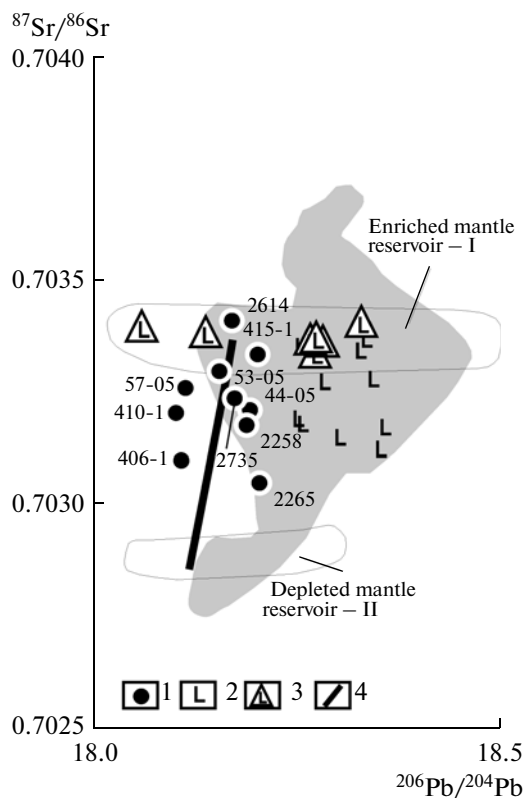 ⁸⁷Sr/⁸⁶Sr
0.7040
Enriched mantle
reservoir – I
0.7035
2614
L
L
415-1
L
L
L
L
L
L
53-05
57-05
L
L
44-05
410-1
L
L
L
L
L
2258
406-1
2735
0.7030
2265
Depleted mantle
reservoir – II
1
L
2
L
3
4
0.7025
18.0
18.5
²⁰⁶Pb/²⁰⁴Pb